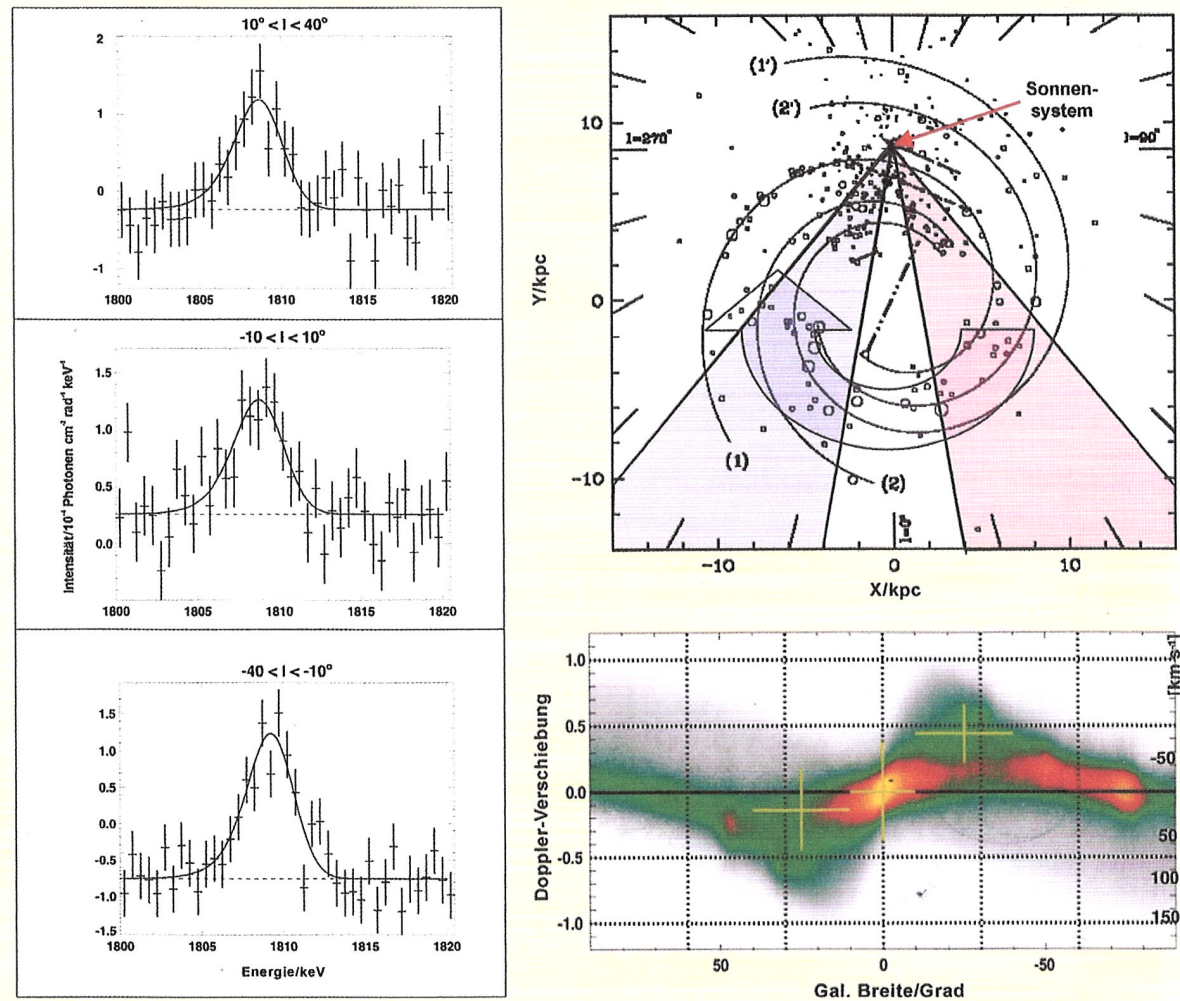 10° < l < 40°
2
1
0
-1
1800 1805 1810 1815 1820
-10 < l < 10°
1.5
1.0
0.5
0.0
1800 1805 1810 1815 1820
Intensität/10⁻⁴ Photonen cm⁻² rad⁻¹ keV⁻¹
-40 < l < -10°
1.5
1.0
0.5
0.0
-0.5
-1.0
-1.5
1800 1805 1810 1815 1820
Energie/keV
(1')
(2')
Sonnen-
system
l=270°
l=90°
10
0
-10
Y/kpc
(1)
(2)
l=0°
-10 0 10
X/kpc
1.0
0.5
0.0
-0.5
-1.0
Doppler-Verschiebung
[km s⁻¹]
-50
50
100
150
50 0 -50
Gal. Breite/Grad